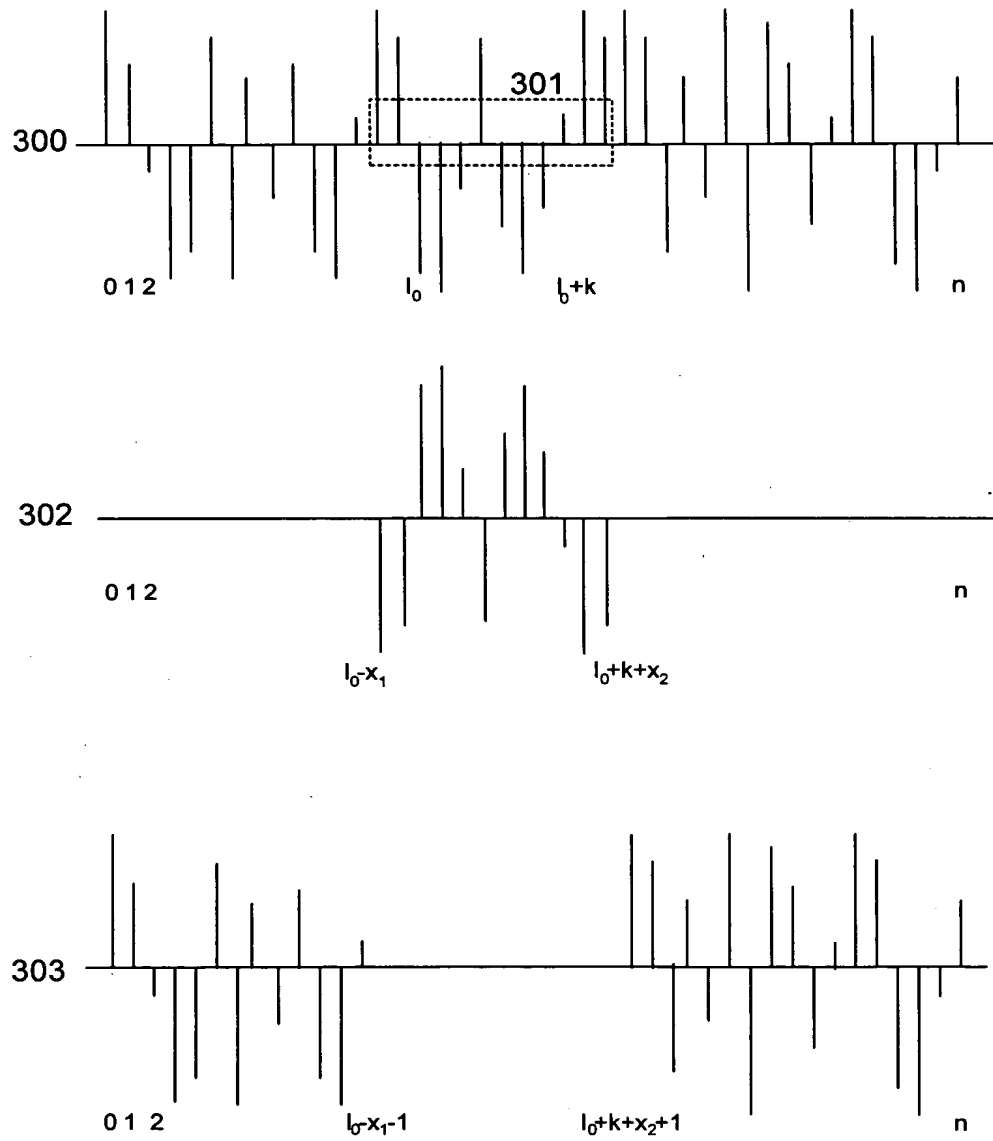 301
300
0 1 2 l₀ l₀+k n
302
0 1 2 n
l₀-x₁ l₀+k+x₂
303
0 1 2 l₀-x₁-1 l₀+k+x₂+1 n